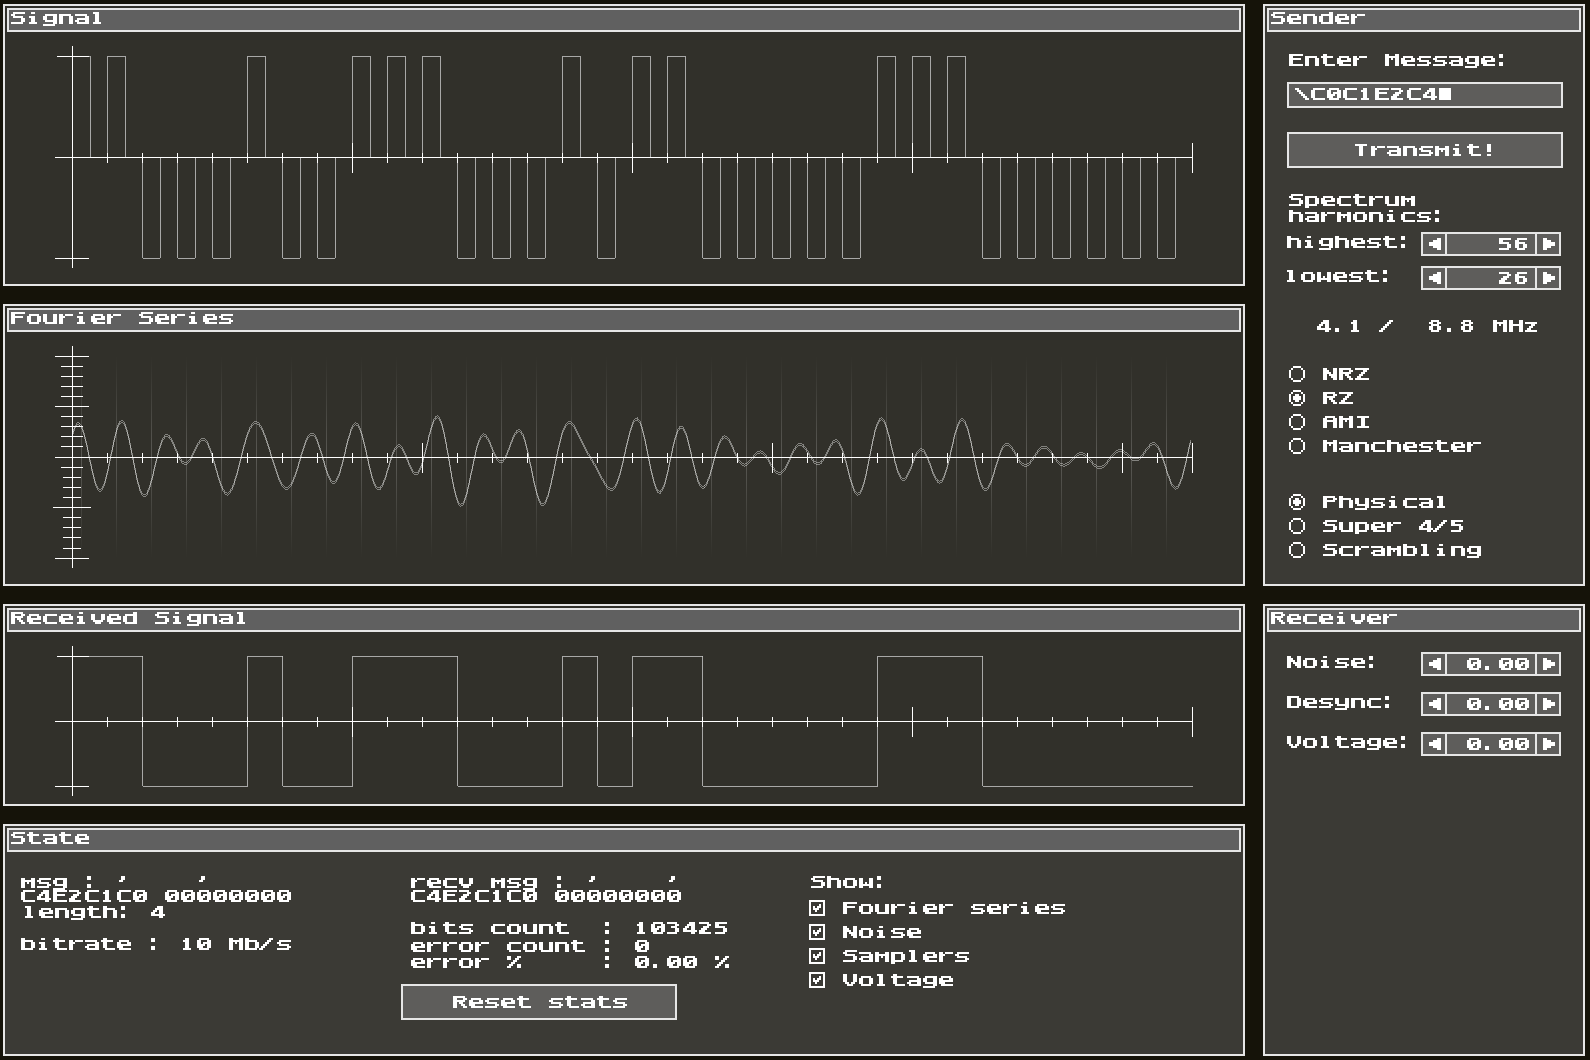 Signal
Sender
Enter Message:
\C0C1E2C4
Transmit!
Spectrum
harmonics:
highest: 56
lowest: 26
4.1 / 8.8 MHz
NRZ
RZ
AMI
Manchester
Physical
Super 4/5
Scrambling
Fourier Series
Received Signal
Receiver
Noise: 0.00
Desync: 0.00
Voltage: 0.00
State
msg : ' '
C4E2C1C0 00000000
length: 4
bitrate : 10 Mb/s
recv msg : ' '
C4E2C1C0 00000000
bits count : 103425
error count : 0
error % : 0.00 %
Reset stats
Show:
Fourier series
Noise
Samplers
Voltage